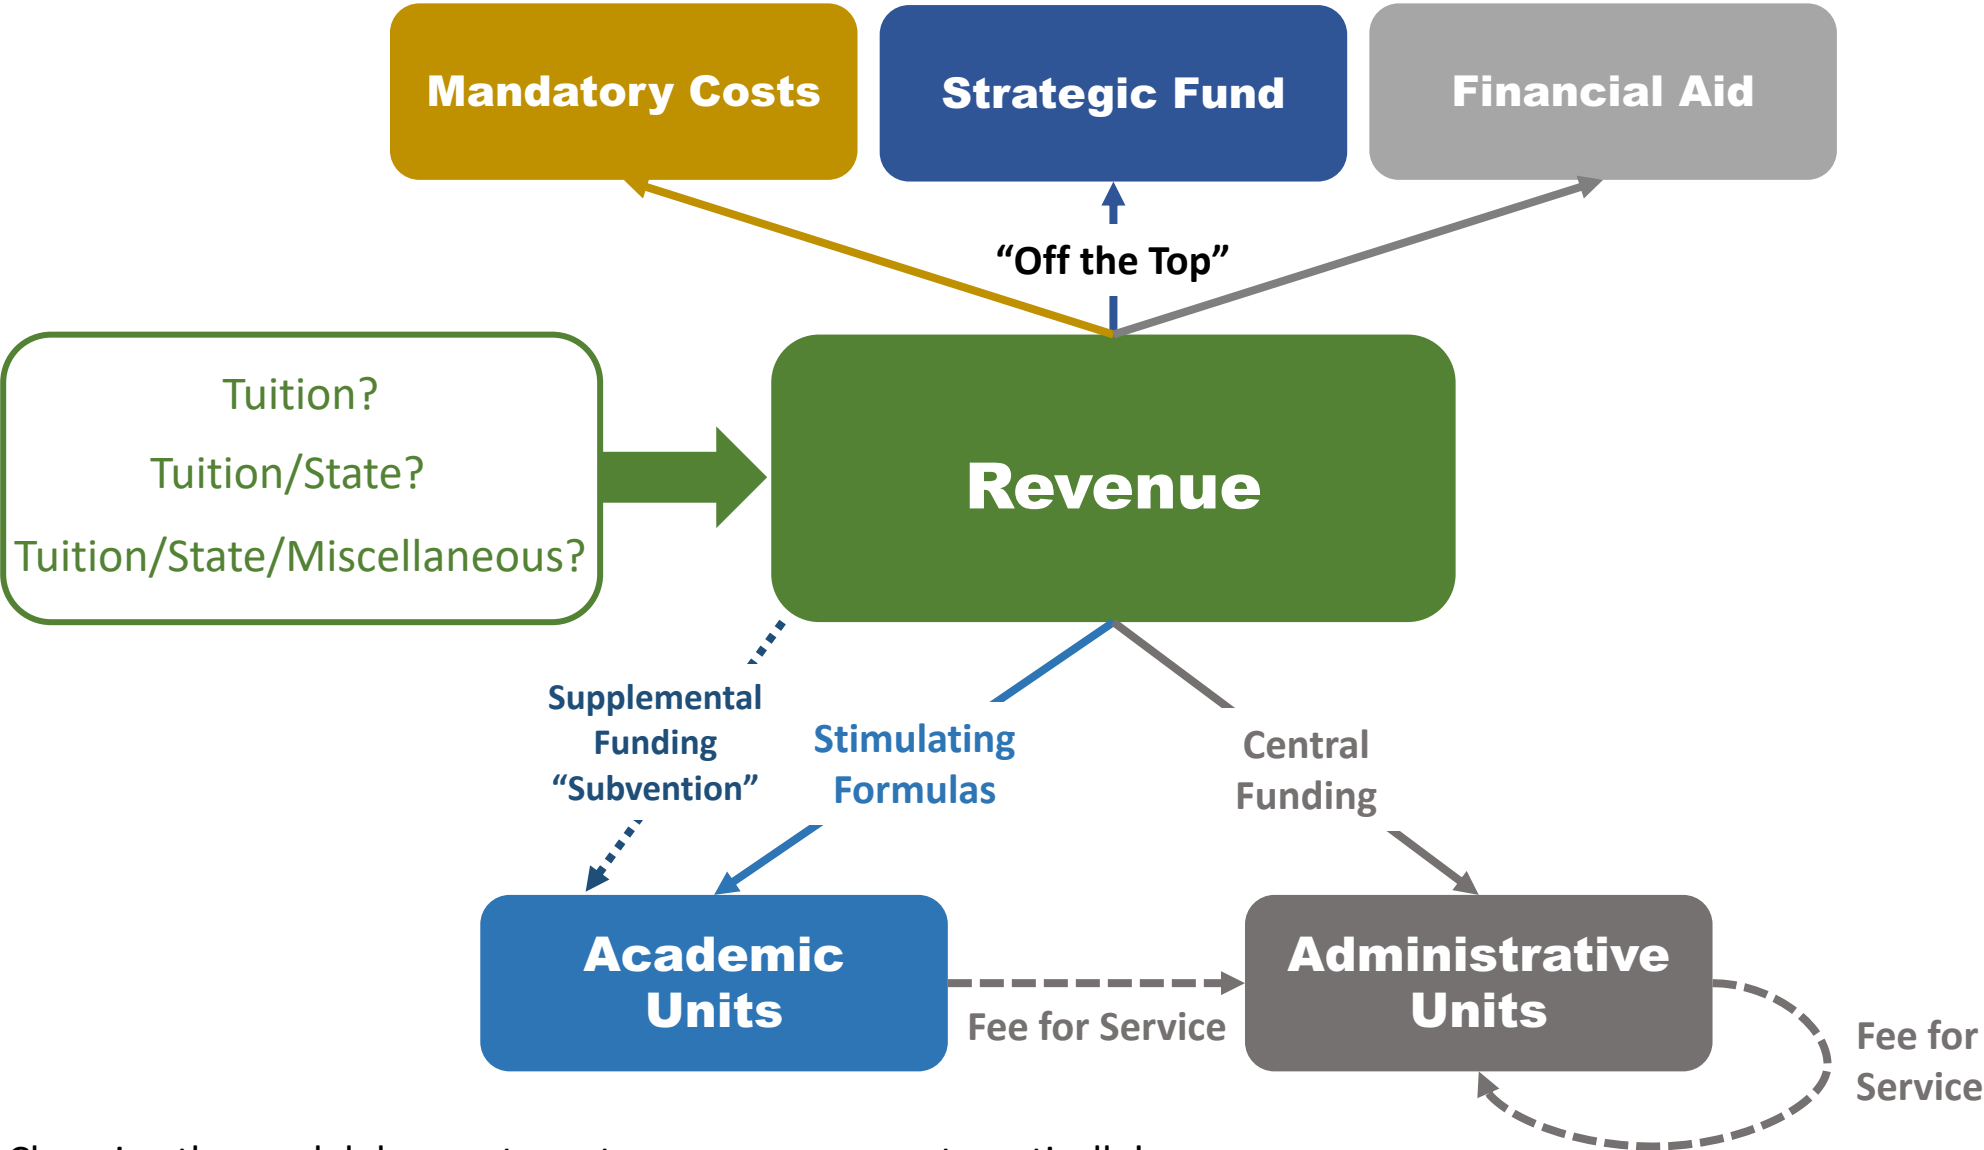 Mandatory Costs
Strategic Fund
Financial Aid
“Off the Top”
Tuition?
Tuition/State?
Tuition/State/Miscellaneous?
Revenue
Supplemental
Funding
“Subvention”
Stimulating
Formulas
Central
Funding
Academic
Units
Fee for Service
Administrative
Units
Fee for
Service